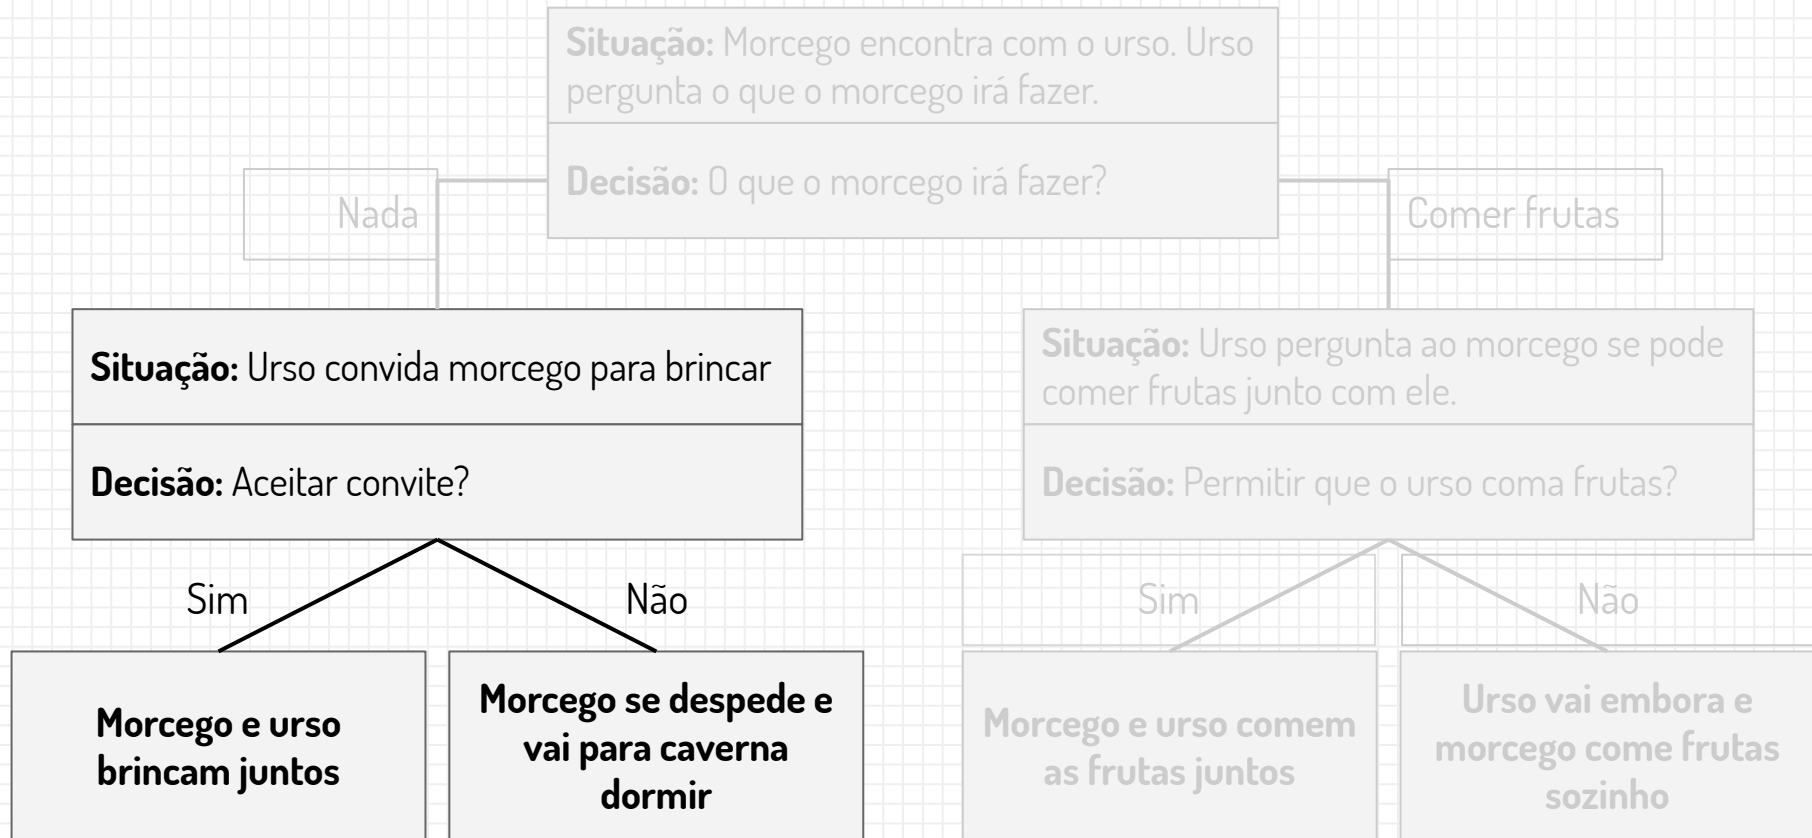 Situação: Morcego encontra com o urso. Urso
pergunta o que o morcego irá fazer.
Decisão: O que o morcego irá fazer?
Nada
Comer frutas
Situação: Urso convida morcego para brincar
Decisão: Aceitar convite?
Situação: Urso pergunta ao morcego se pode
comer frutas junto com ele.
Decisão: Permitir que o urso coma frutas?
Sim
Não
Sim
Não
Morcego e urso
brincam juntos
Morcego se despede e
vai para caverna
dormir
Morcego e urso comem
as frutas juntos
Urso vai embora e
morcego come frutas
sozinho